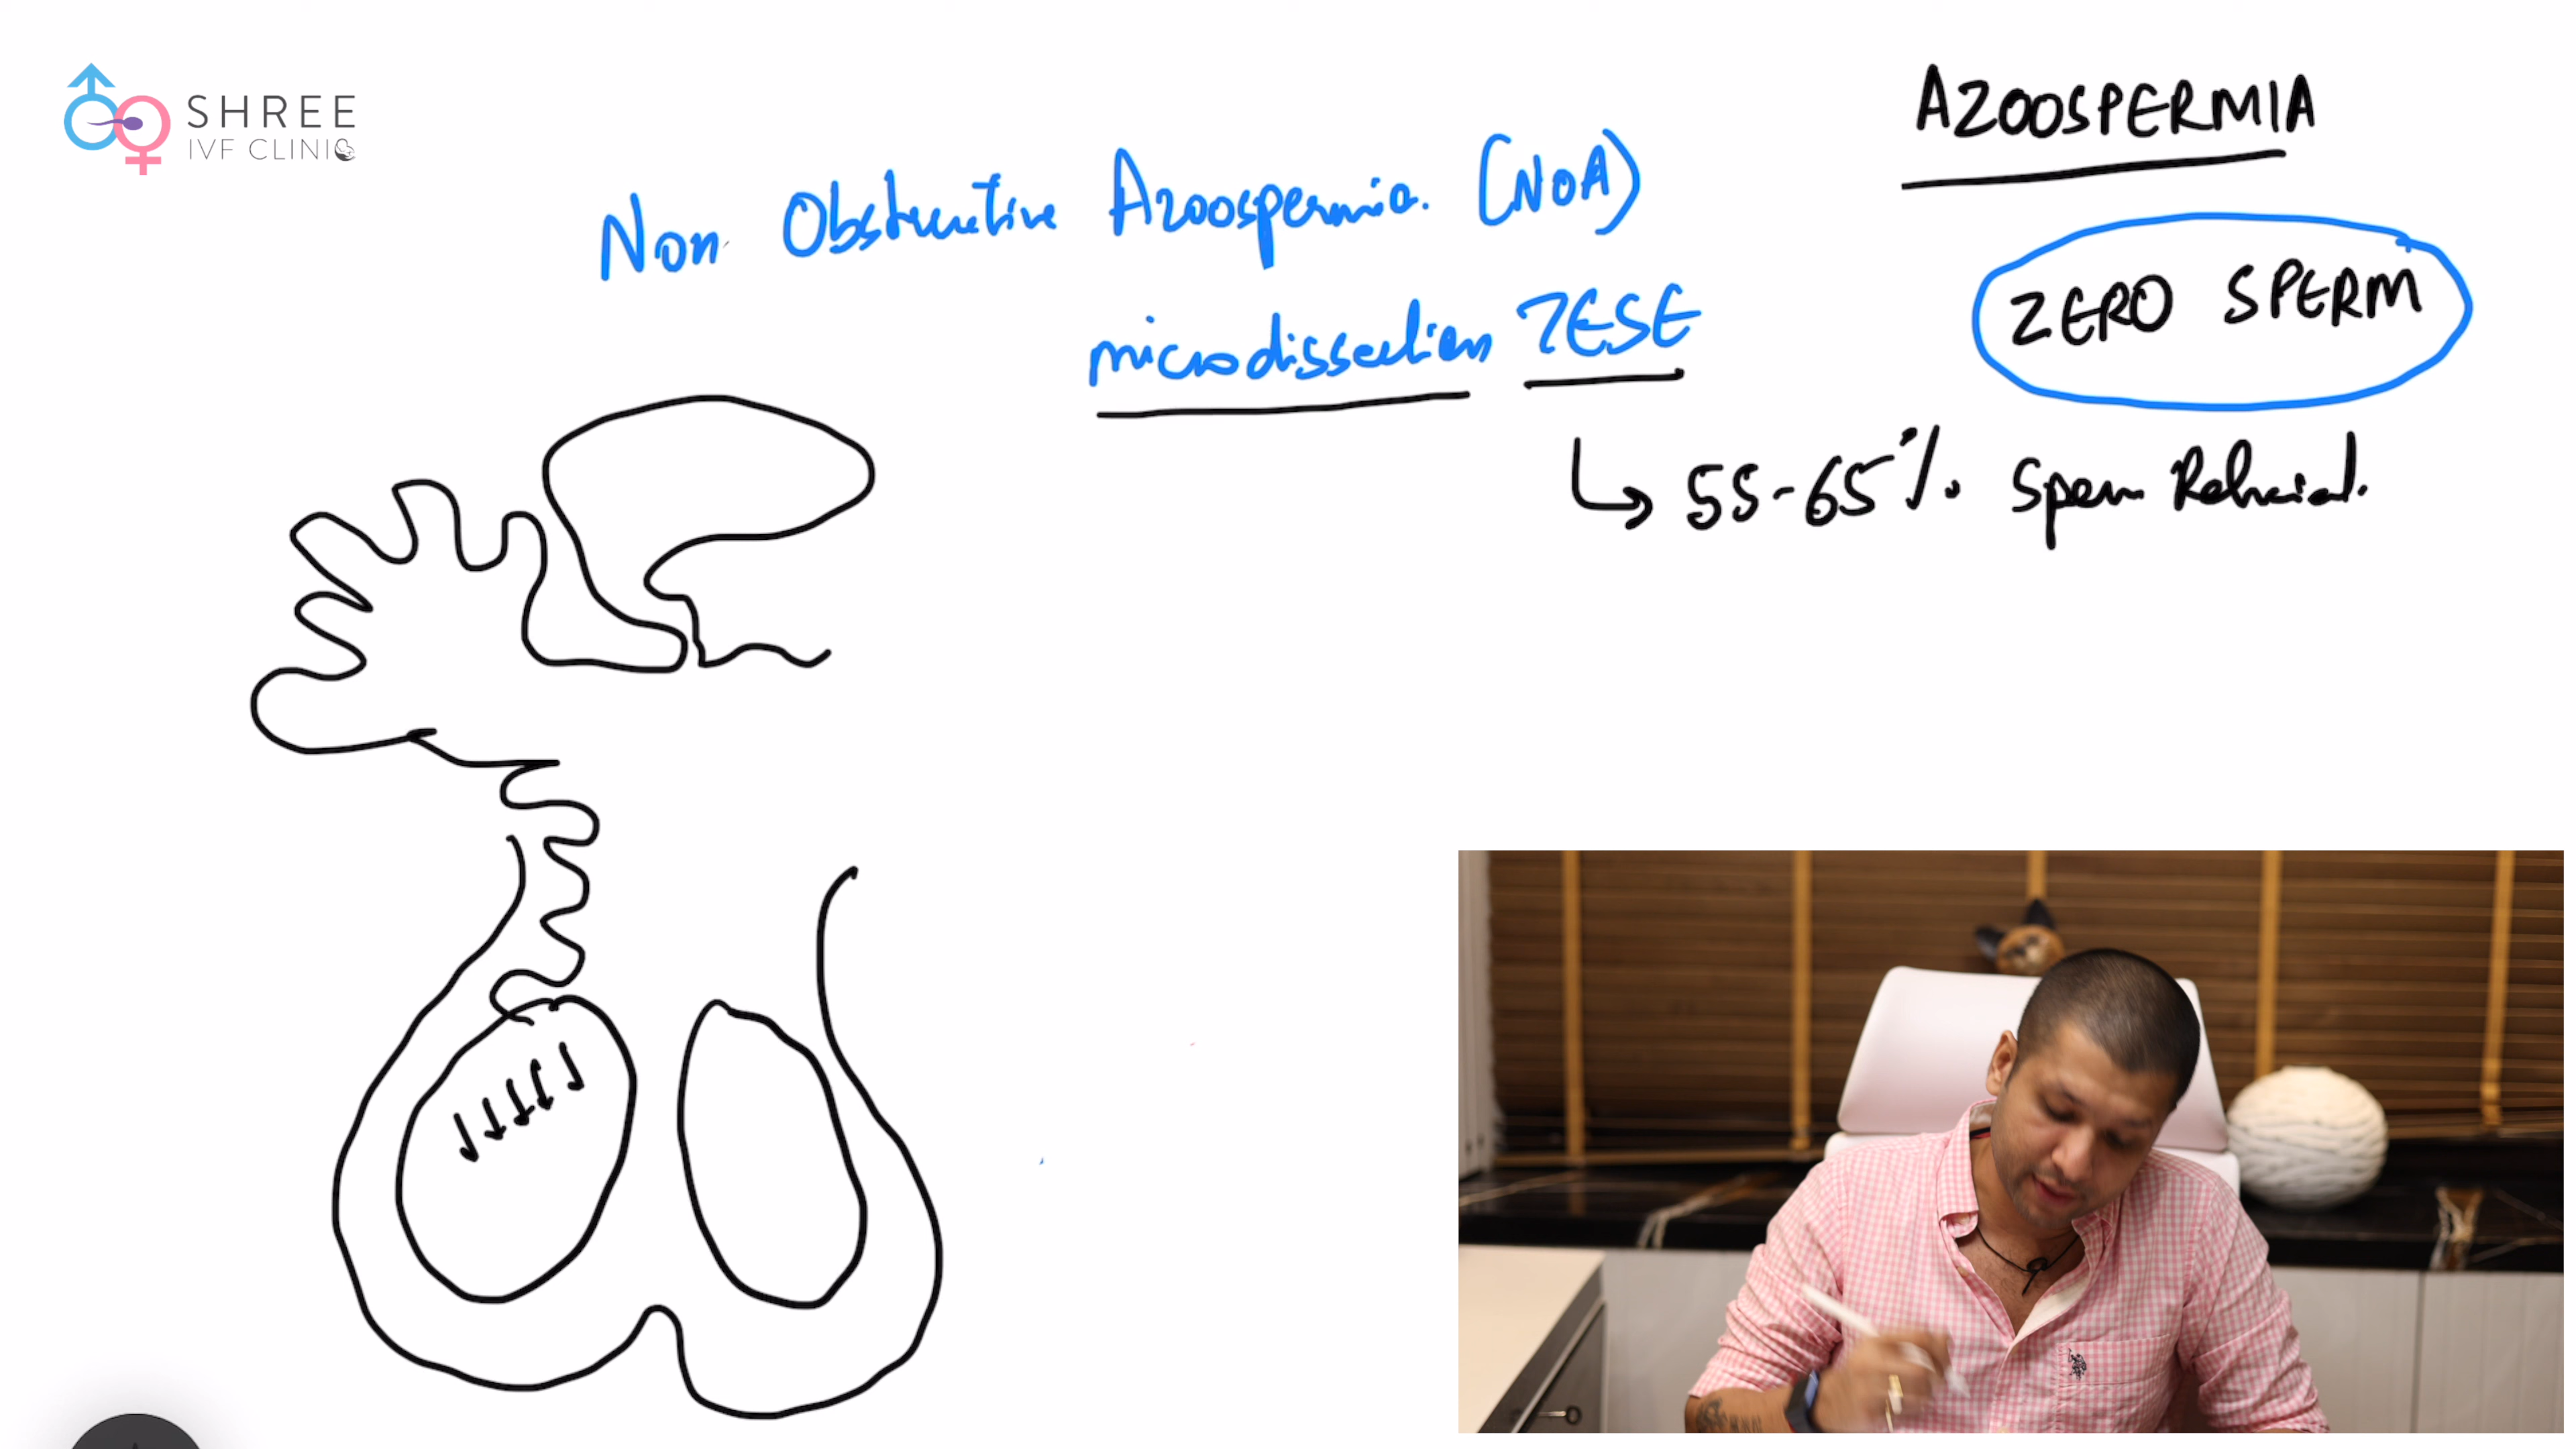 SHREE
IVF CLINIC
AZOOSPERMIA
Non Obstructive Azoospermia. (NOA)
ZERO SPERM
microdissection TESE
↳ 55-65% Sperm Retrieval.